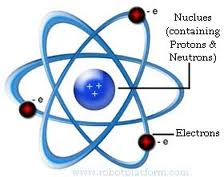 - e
Nuclues
(containing
Protons &
Neutrons)
+ +
+ +
- e
Electrons
- e
www.robotplatform.com